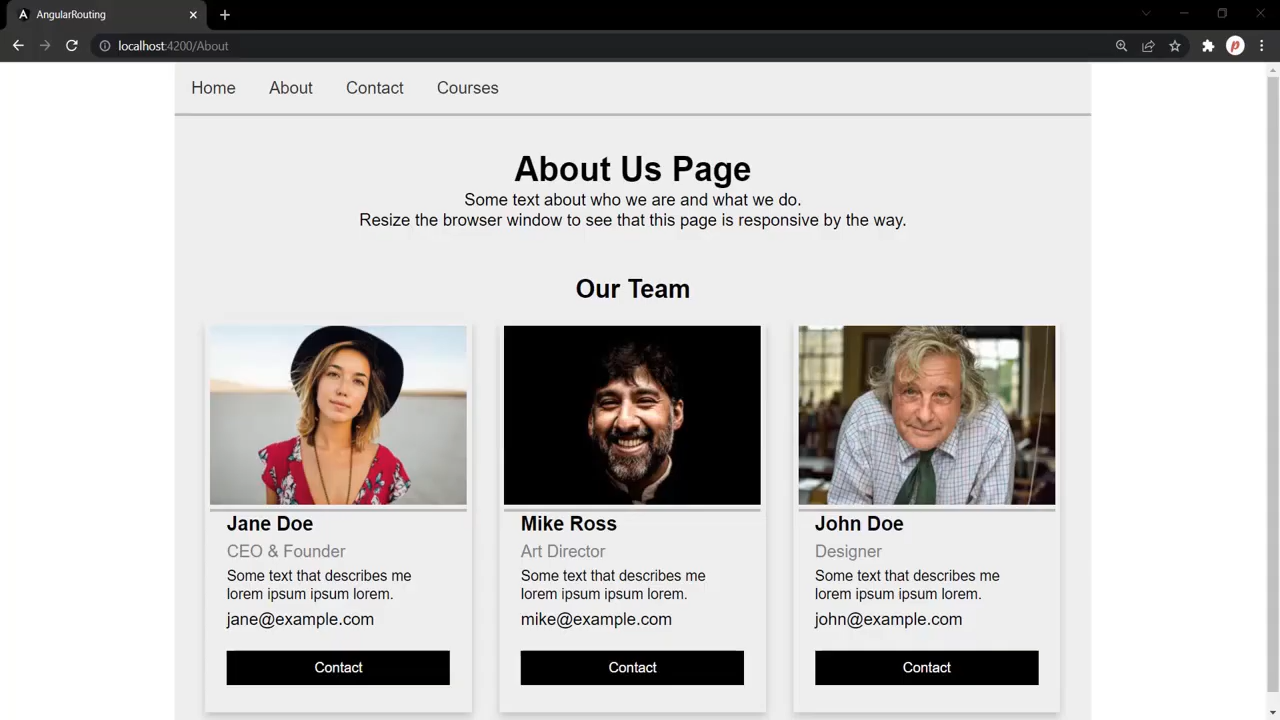 AngularRouting
localhost:4200/About
Home About Contact Courses
About Us Page
Some text about who we are and what we do.
Resize the browser window to see that this page is responsive by the way.
Our Team
Jane Doe
CEO & Founder
Some text that describes me
lorem ipsum ipsum lorem.
jane@example.com
Contact
Mike Ross
Art Director
Some text that describes me
lorem ipsum ipsum lorem.
mike@example.com
Contact
John Doe
Designer
Some text that describes me
lorem ipsum ipsum lorem.
john@example.com
Contact